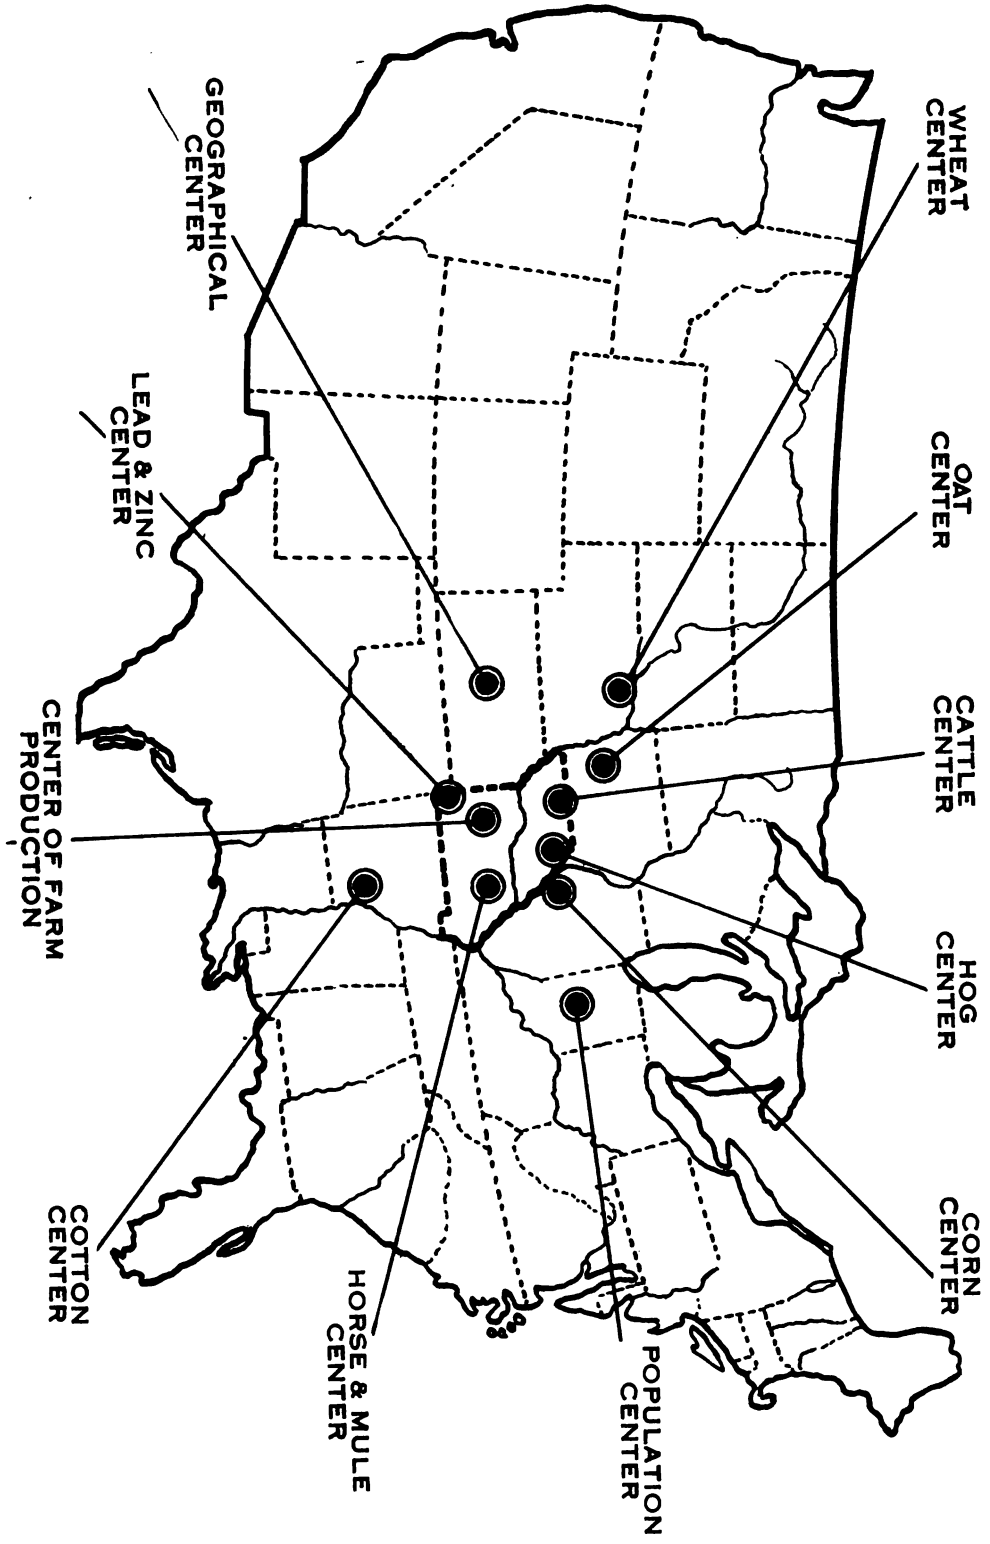 WHEAT
CENTER
OAT
CENTER
CATTLE
CENTER
HOG
CENTER
CORN
CENTER
GEOGRAPHICAL
CENTER
LEAD & ZINC
CENTER
CENTER OF FARM
PRODUCTION
COTTON
CENTER
HORSE & MULE
CENTER
POPULATION
CENTER